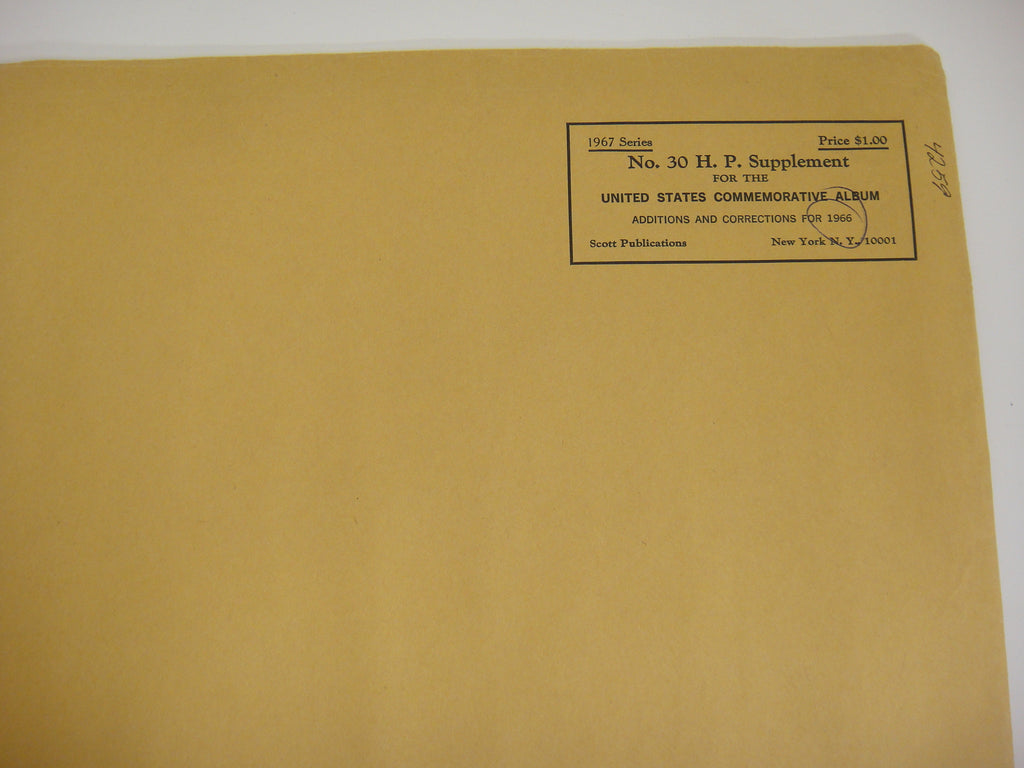 1967 Series Price $1.00
No. 30 H. P. Supplement
FOR THE
UNITED STATES COMMEMORATIVE ALBUM
ADDITIONS AND CORRECTIONS FOR 1966
Scott Publications New York N. Y. 10001